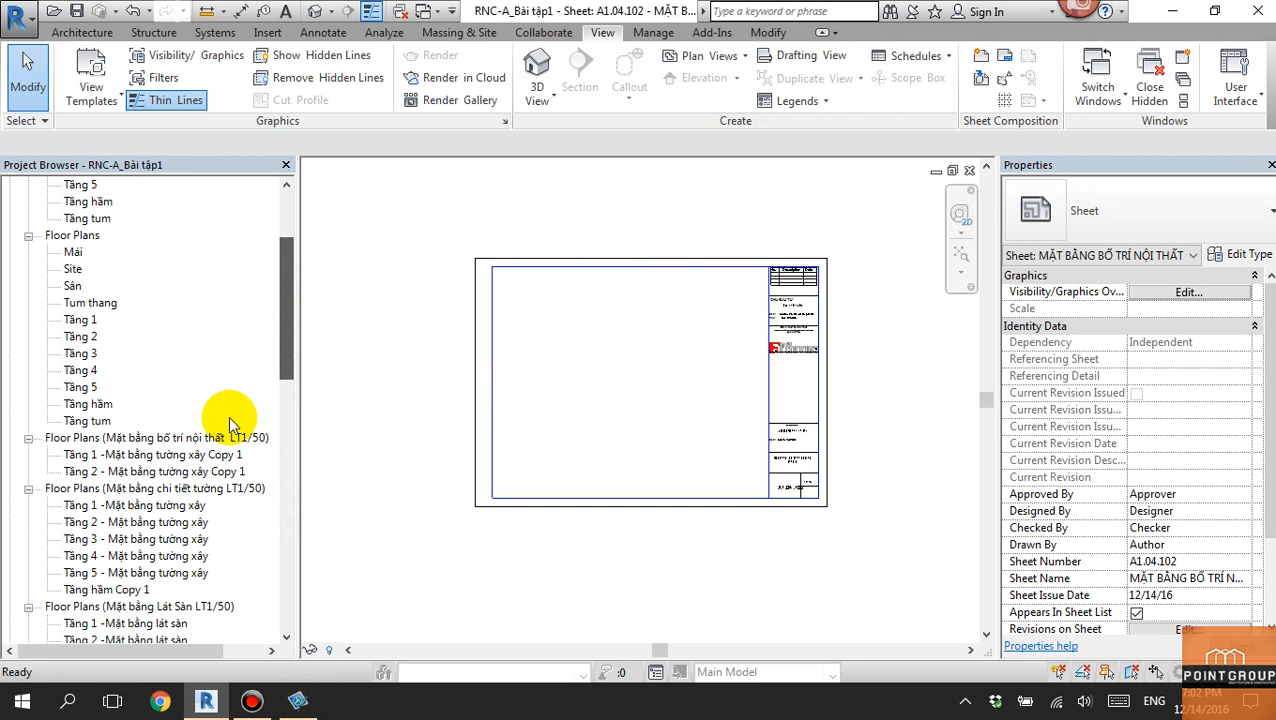 RNC-A_Bài tập1 - Sheet: A1.04.102 - MẶT B...
Type a keyword or phrase
Sign In
Architecture
Structure
Systems
Insert
Annotate
Analyze
Massing & Site
Collaborate
View
Manage
Add-Ins
Modify
Modify
Select
View Templates
Visibility/ Graphics
Filters
Thin Lines
Show Hidden Lines
Remove Hidden Lines
Cut Profile
Graphics
Render
Render in Cloud
Render Gallery
3D View
Section
Callout
Plan Views
Elevation
Drafting View
Duplicate View
Legends
Schedules
Scope Box
Create
Sheet Composition
Switch Windows
Close Hidden
User Interface
Windows
Project Browser - RNC-A_Bài tập1
Tầng 5
Tầng hầm
Tầng tum
Floor Plans
Mái
Site
Sân
Tum thang
Tầng 1
Tầng 2
Tầng 3
Tầng 4
Tầng 5
Tầng hầm
Tầng tum
Floor Plans (Mặt bằng bố trí nội thất LT1/50)
Tầng 1 -Mặt bằng tường xây Copy 1
Tầng 2 - Mặt bằng tường xây Copy 1
Floor Plans (Mặt bằng chi tiết tường LT1/50)
Tầng 1 -Mặt bằng tường xây
Tầng 2 - Mặt bằng tường xây
Tầng 3 - Mặt bằng tường xây
Tầng 4 - Mặt bằng tường xây
Tầng 5 - Mặt bằng tường xây
Tầng hầm Copy 1
Floor Plans (Mặt bằng Lát Sàn LT1/50)
Tầng 1 -Mặt bằng lát sàn
Tầng 2 -Mặt bằng lát sàn
2D
Properties
Sheet
Sheet: MẶT BẰNG BỐ TRÍ NỘI THẤT
Edit Type
Graphics
Visibility/Graphics Ov... Edit...
Scale
Identity Data
Dependency Independent
Referencing Sheet
Referencing Detail
Current Revision Issued
Current Revision Issu...
Current Revision Issu...
Current Revision Date
Current Revision Desc...
Current Revision
Approved By Approver
Designed By Designer
Checked By Checker
Drawn By Author
Sheet Number A1.04.102
Sheet Name MẶT BẰNG BỐ TRÍ N...
Sheet Issue Date 12/14/16
Appears In Sheet List
Revisions on Sheet Edit...
Properties help
Ready
:0
Main Model
POINTGROUP
ENG
7:02 PM
12/14/2016